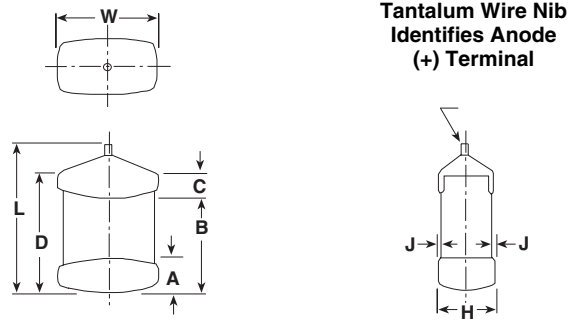 W
Tantalum Wire Nib
Identifies Anode
(+) Terminal
L
D
C
B
A
J
J
H